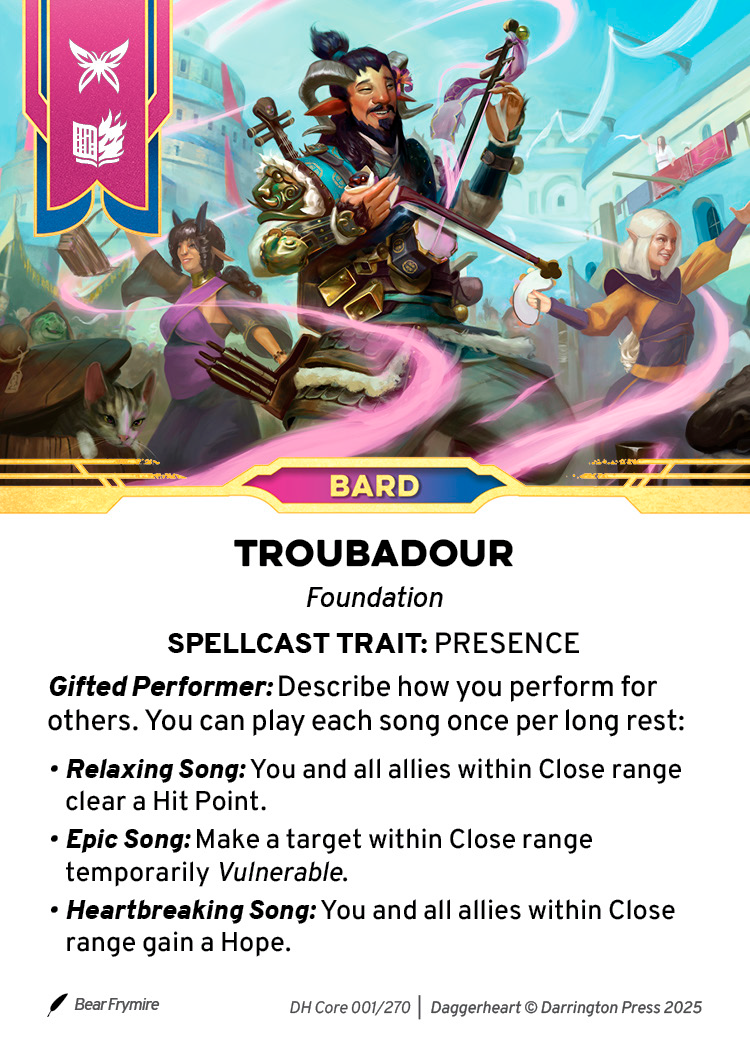 BARD
TROUBADOUR
Foundation
SPELLCAST TRAIT: PRESENCE
Gifted Performer: Describe how you perform for
others. You can play each song once per long rest:
• Relaxing Song: You and all allies within Close range
clear a Hit Point.
• Epic Song: Make a target within Close range
temporarily Vulnerable.
• Heartbreaking Song: You and all allies within Close
range gain a Hope.
Bear Frymire
DH Core 001/270 | Daggerheart © Darrington Press 2025